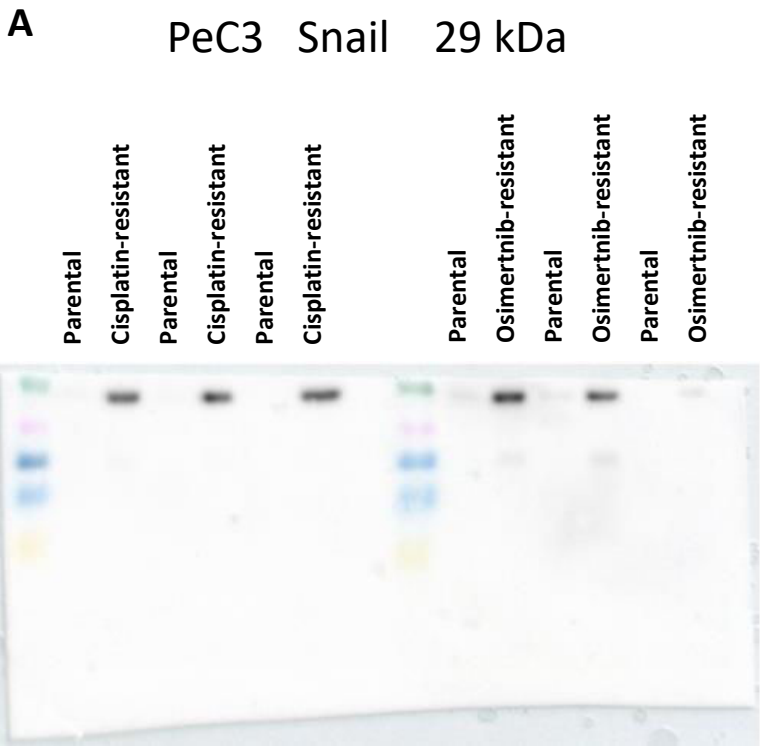 A
PeC3 Snail 29 kDa
Parental
Cisplatin-resistant
Parental
Cisplatin-resistant
Parental
Cisplatin-resistant
Parental
Osimertnib-resistant
Parental
Osimertnib-resistant
Parental
Osimertnib-resistant